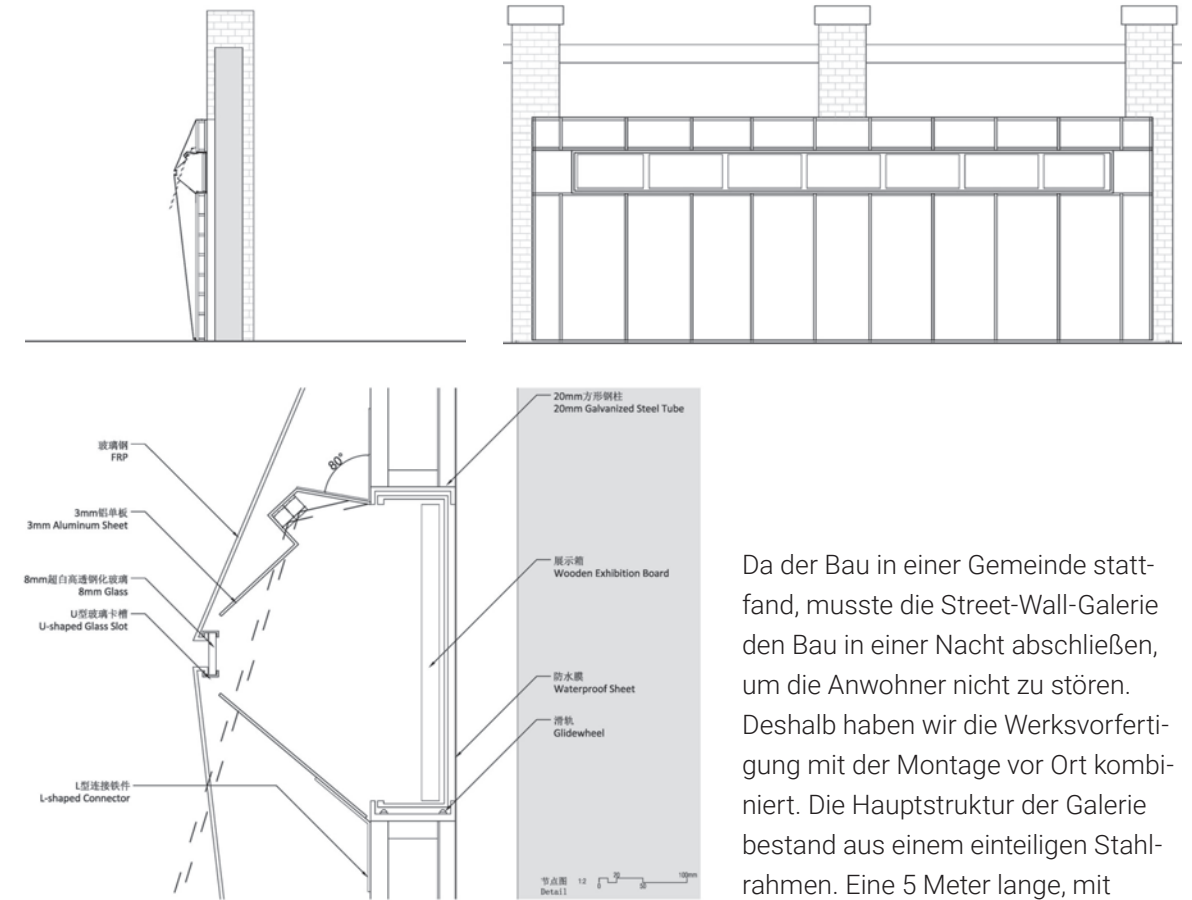 玻璃钢
FRP
3mm铝单板
3mm Aluminum Sheet
8mm超白高透钢化玻璃
8mm Glass
U型玻璃卡槽
U-shaped Glass Slot
L型连接铁件
L-shaped Connector
80°
20mm方形钢柱
20mm Galvanized Steel Tube
展示箱
Wooden Exhibition Board
防水膜
Waterproof Sheet
滑轨
Glidewheel
节点图 1:2
Detail
0 20 50 100mm
Da der Bau in einer Gemeinde statt-
fand, musste die Street-Wall-Galerie
den Bau in einer Nacht abschließen,
um die Anwohner nicht zu stören.
Deshalb haben wir die Werksvorferti-
gung mit der Montage vor Ort kombi-
niert. Die Hauptstruktur der Galerie
bestand aus einem einteiligen Stahl-
rahmen. Eine 5 Meter lange, mit